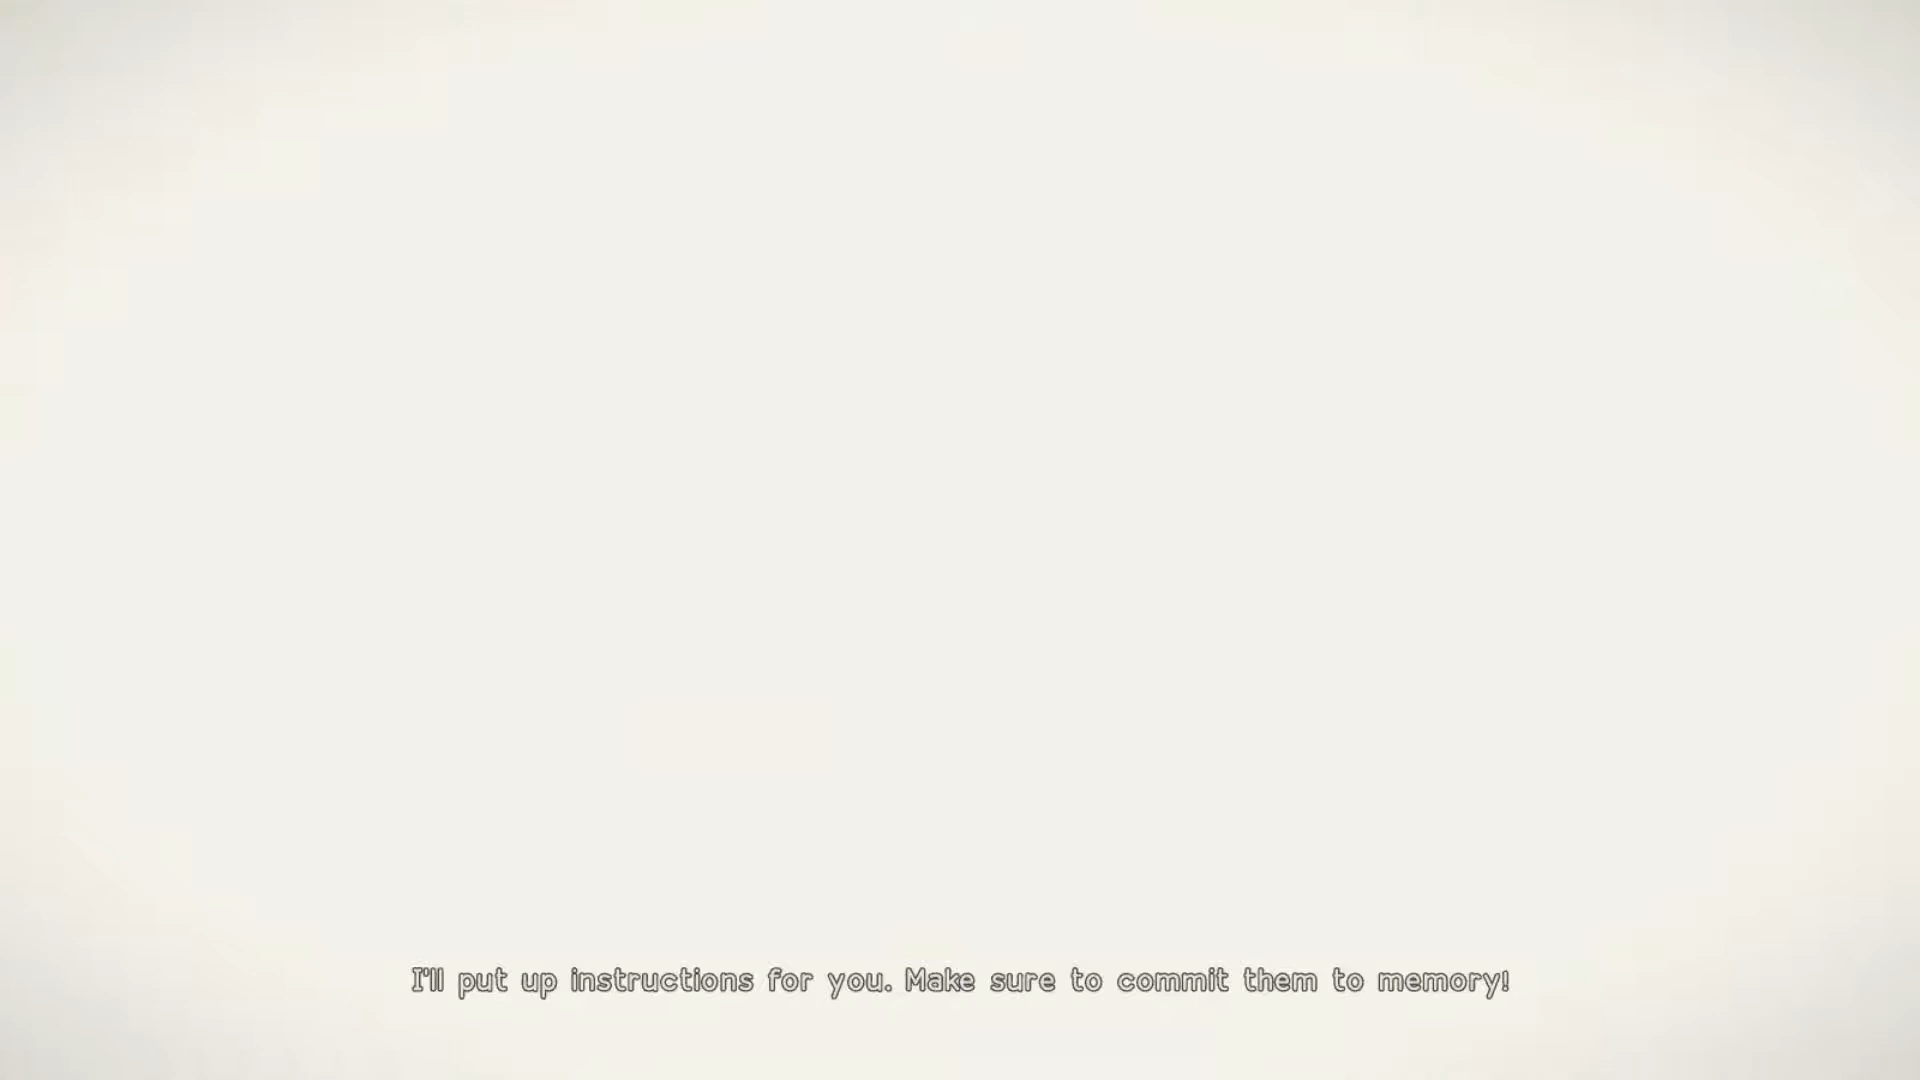 I'll put up instructions for you. Make sure to commit them to memory!